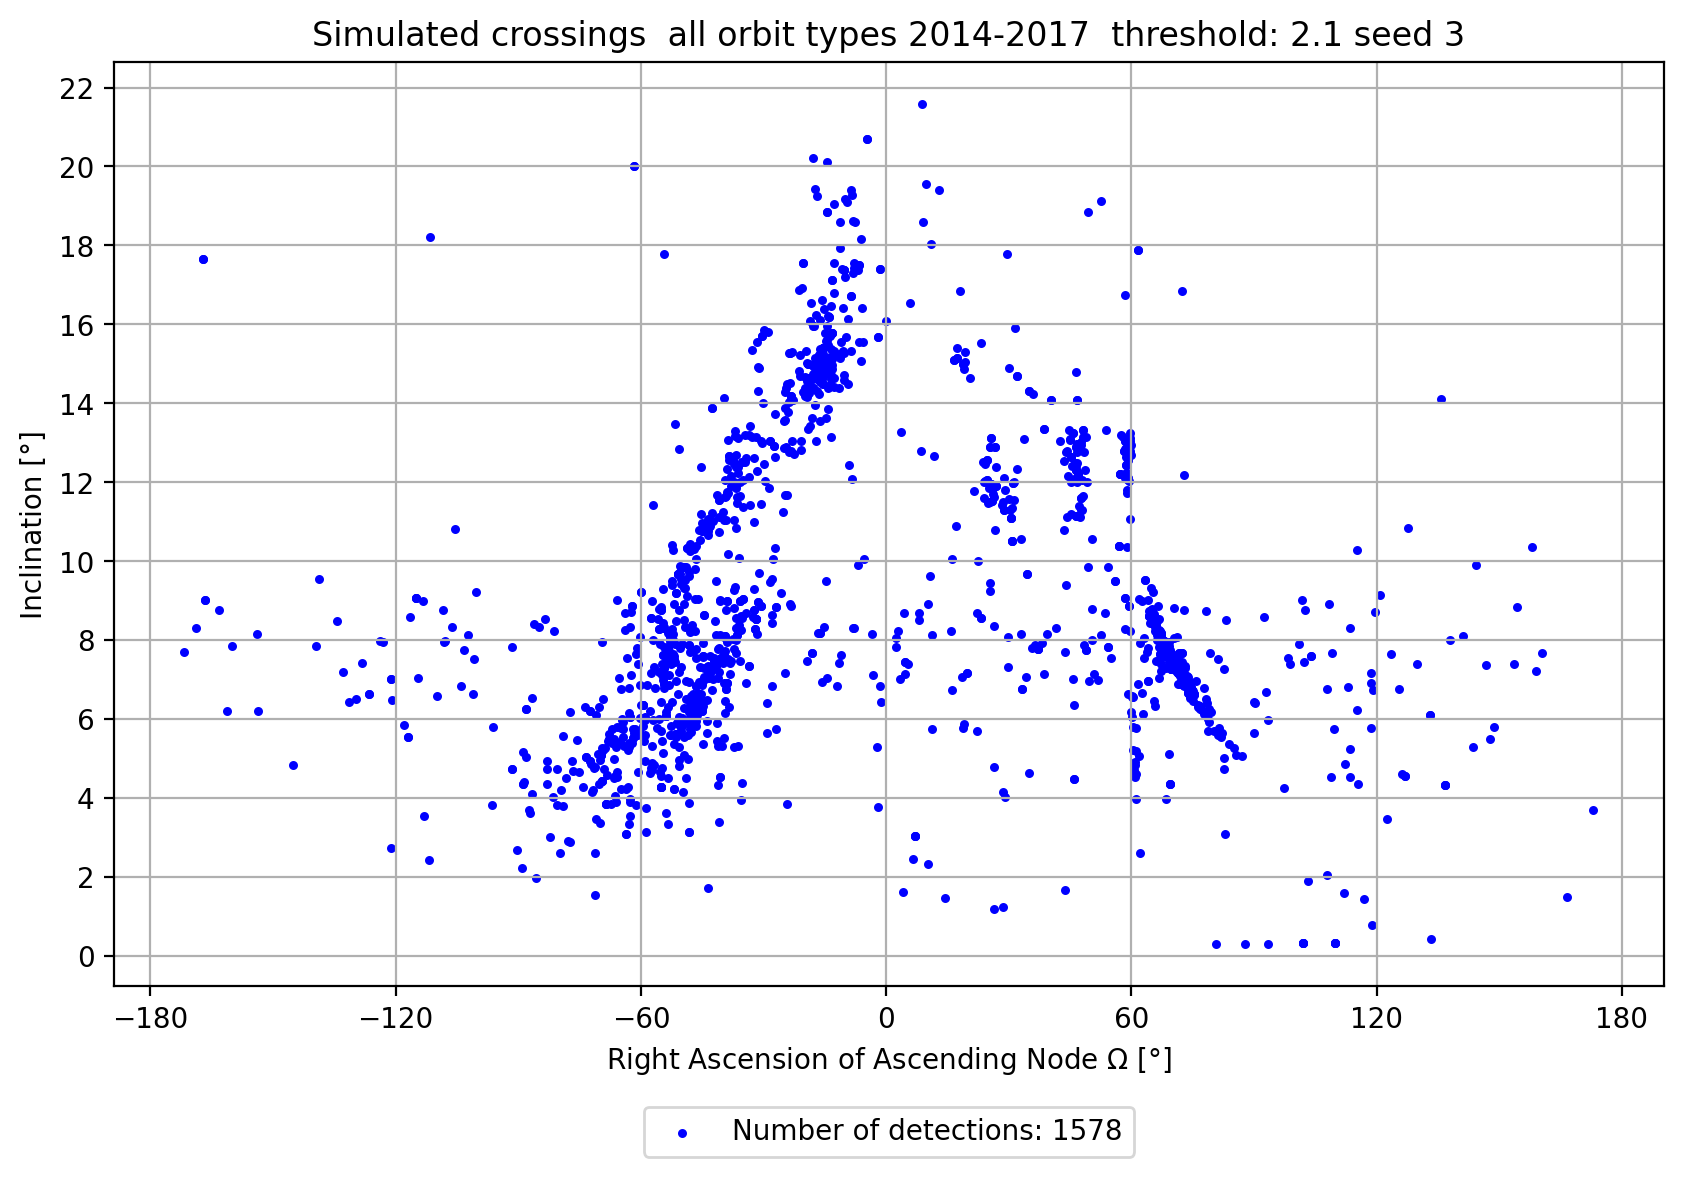 Simulated crossings  all orbit types 2014-2017  threshold: 2.1 seed 3
22
20
18
16
14
12
10
8
6
4
2
0
Inclination [°]
−180 −120 −60 0 60 120 180
Right Ascension of Ascending Node Ω [°]
Number of detections: 1578